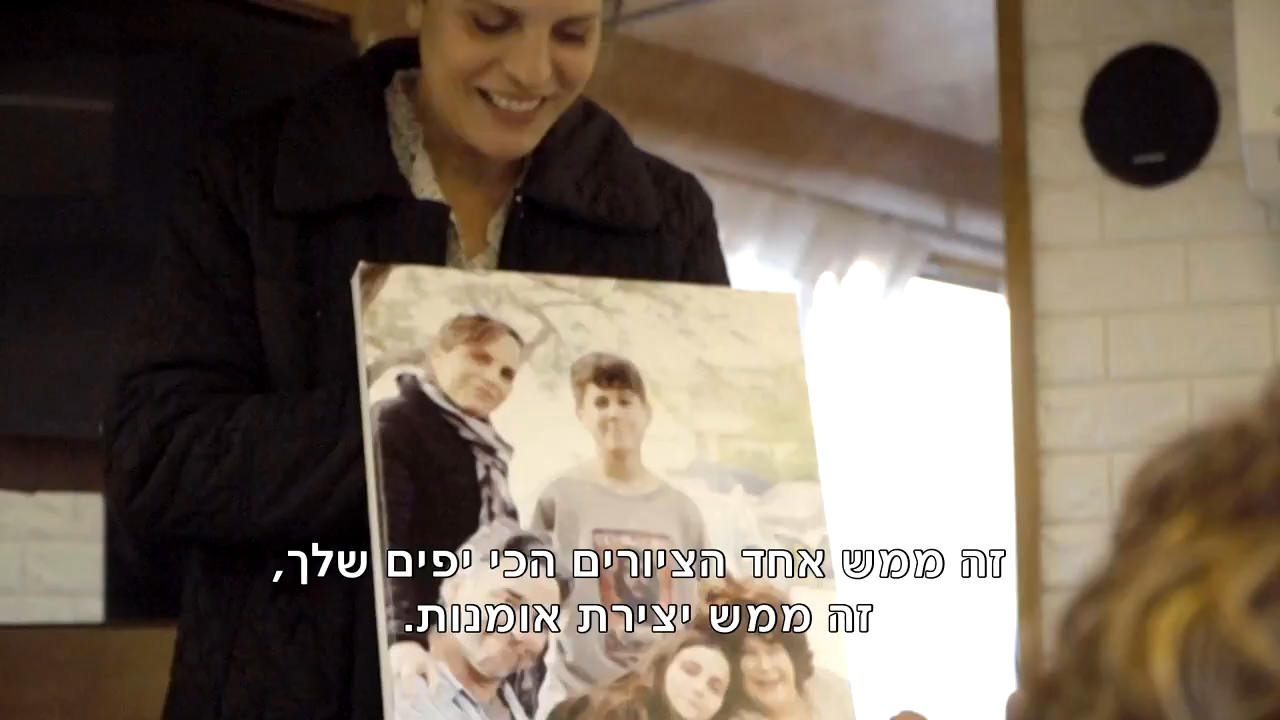 זה ממש אחד הציורים הכי יפים שלך,
זה ממש יצירת אומנות.